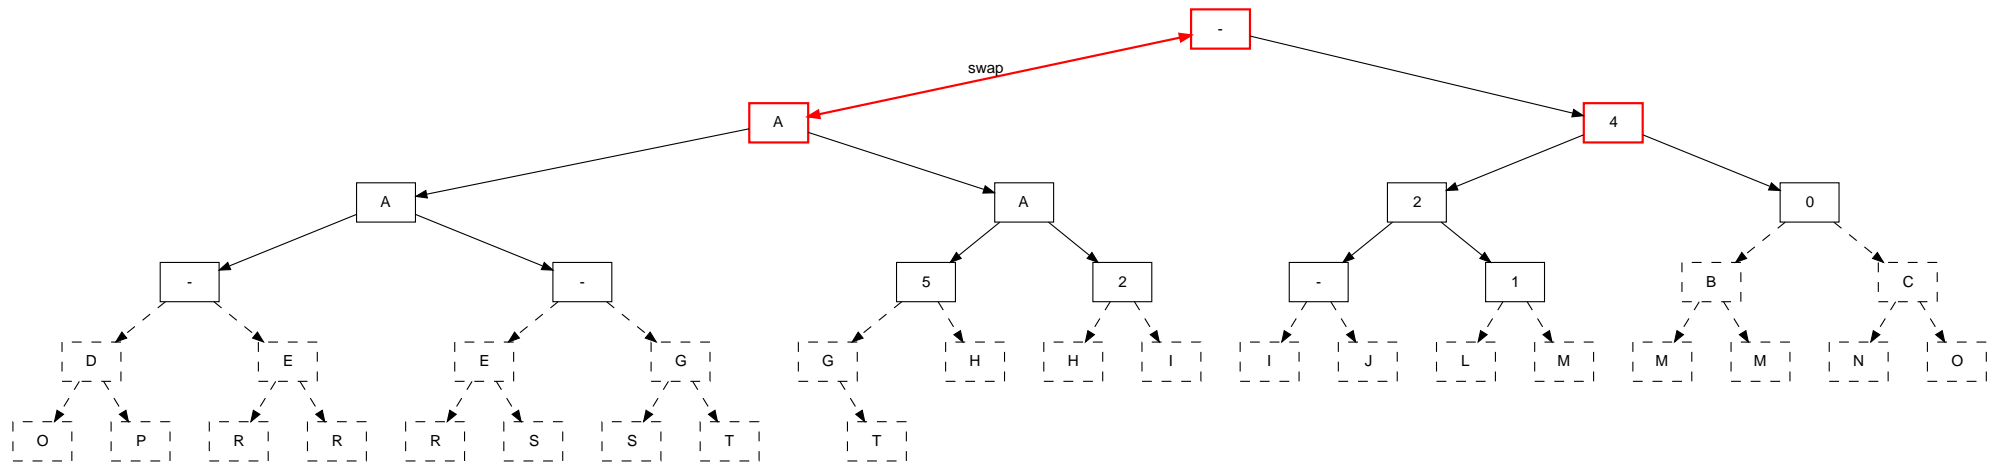 -
swap
A 4
A A 2 0
- - 5 2 - 1 B C
D E E G G H H I I J L M M M N O
O P R R R S S T T